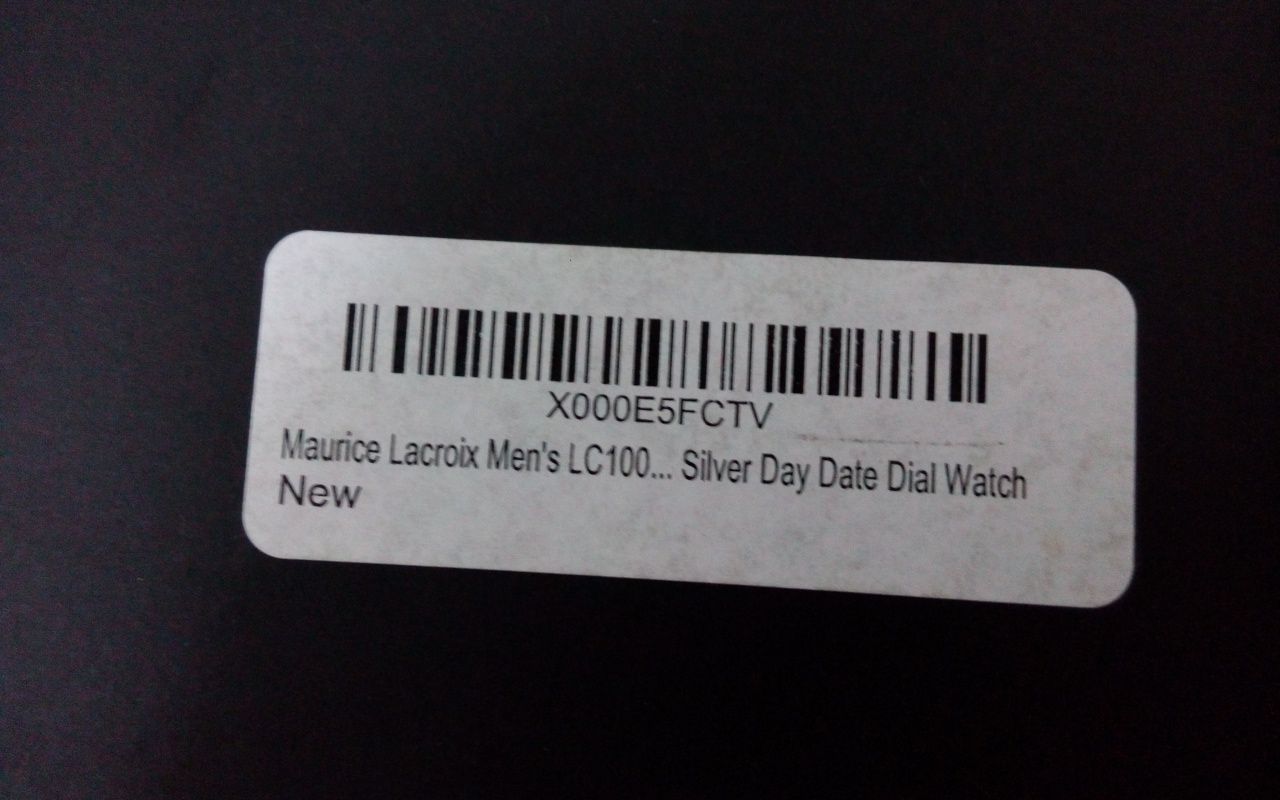 X000E5FCTV
Maurice Lacroix Men's LC100... Silver Day Date Dial Watch
New